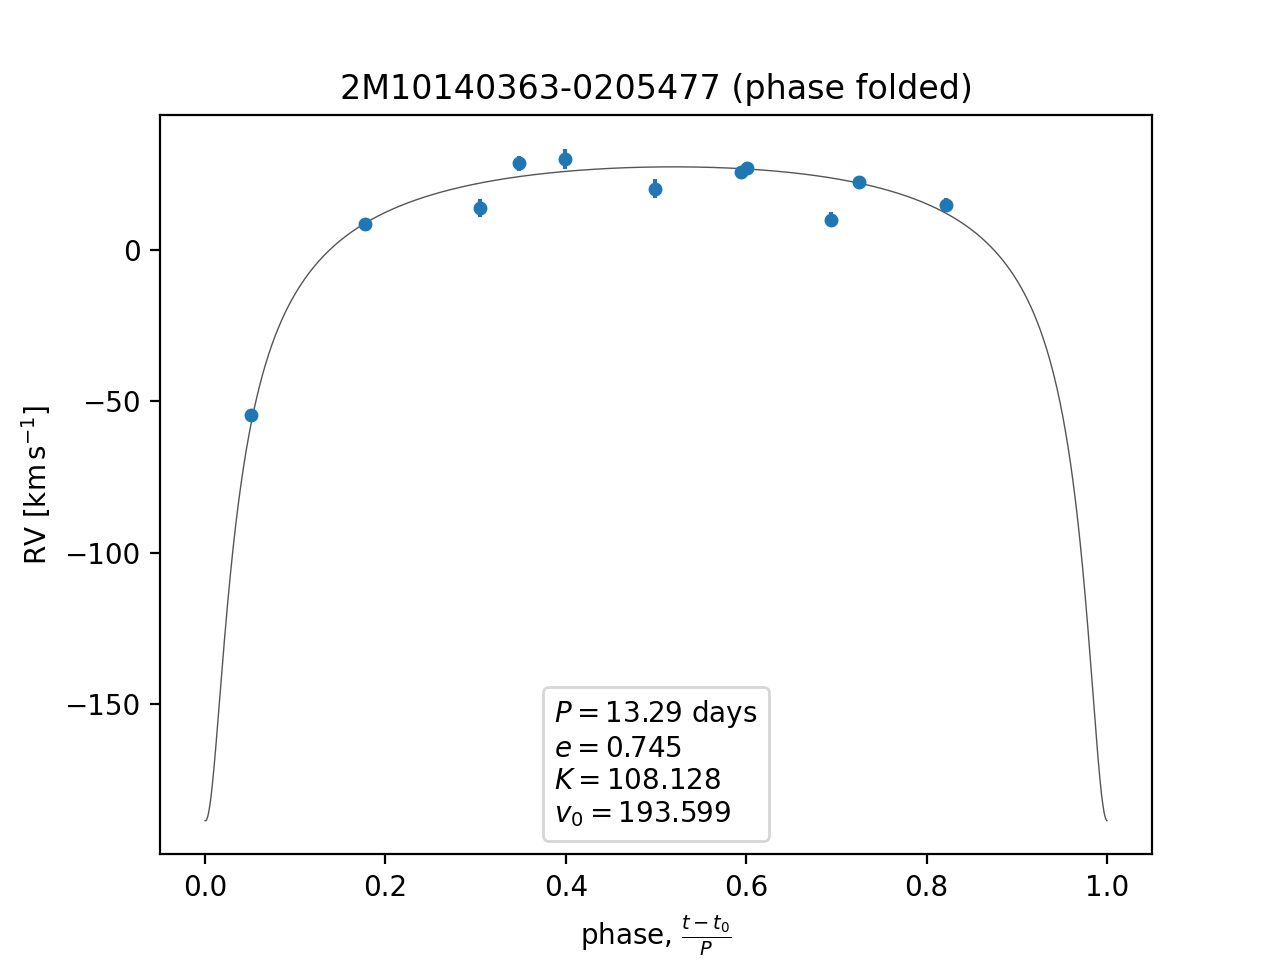 2M10140363-0205477 (phase folded)
RV [km s⁻¹]
0
−50
−100
−150
P = 13.29 days
e = 0.745
K = 108.128
v₀ = 193.599
0.0 0.2 0.4 0.6 0.8 1.0
phase, (t − t₀)/P